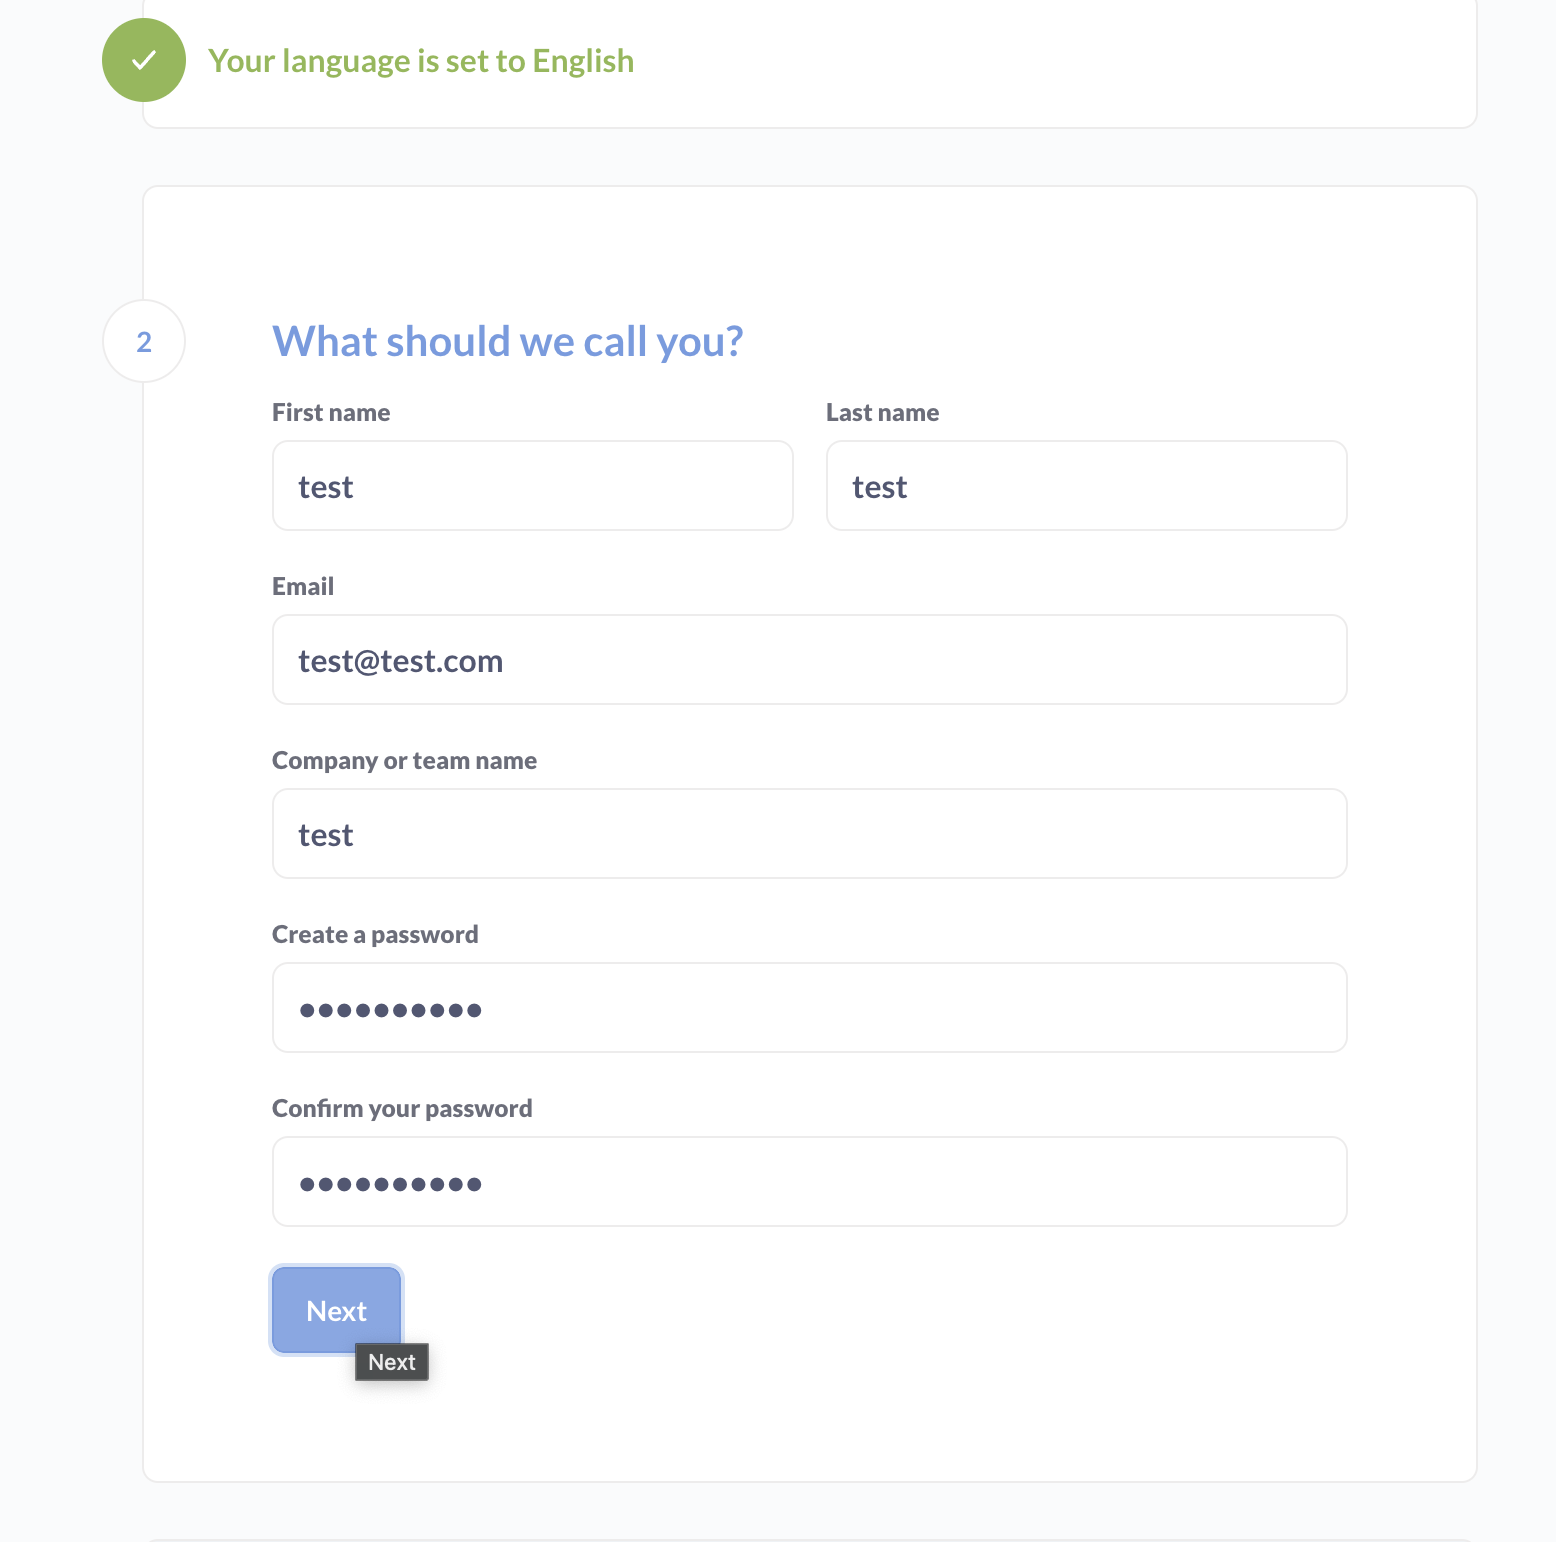 Your language is set to English
2
What should we call you?
First name
Last name
test
test
Email
test@test.com
Company or team name
test
Create a password
••••••••••
Confirm your password
••••••••••
Next
Next